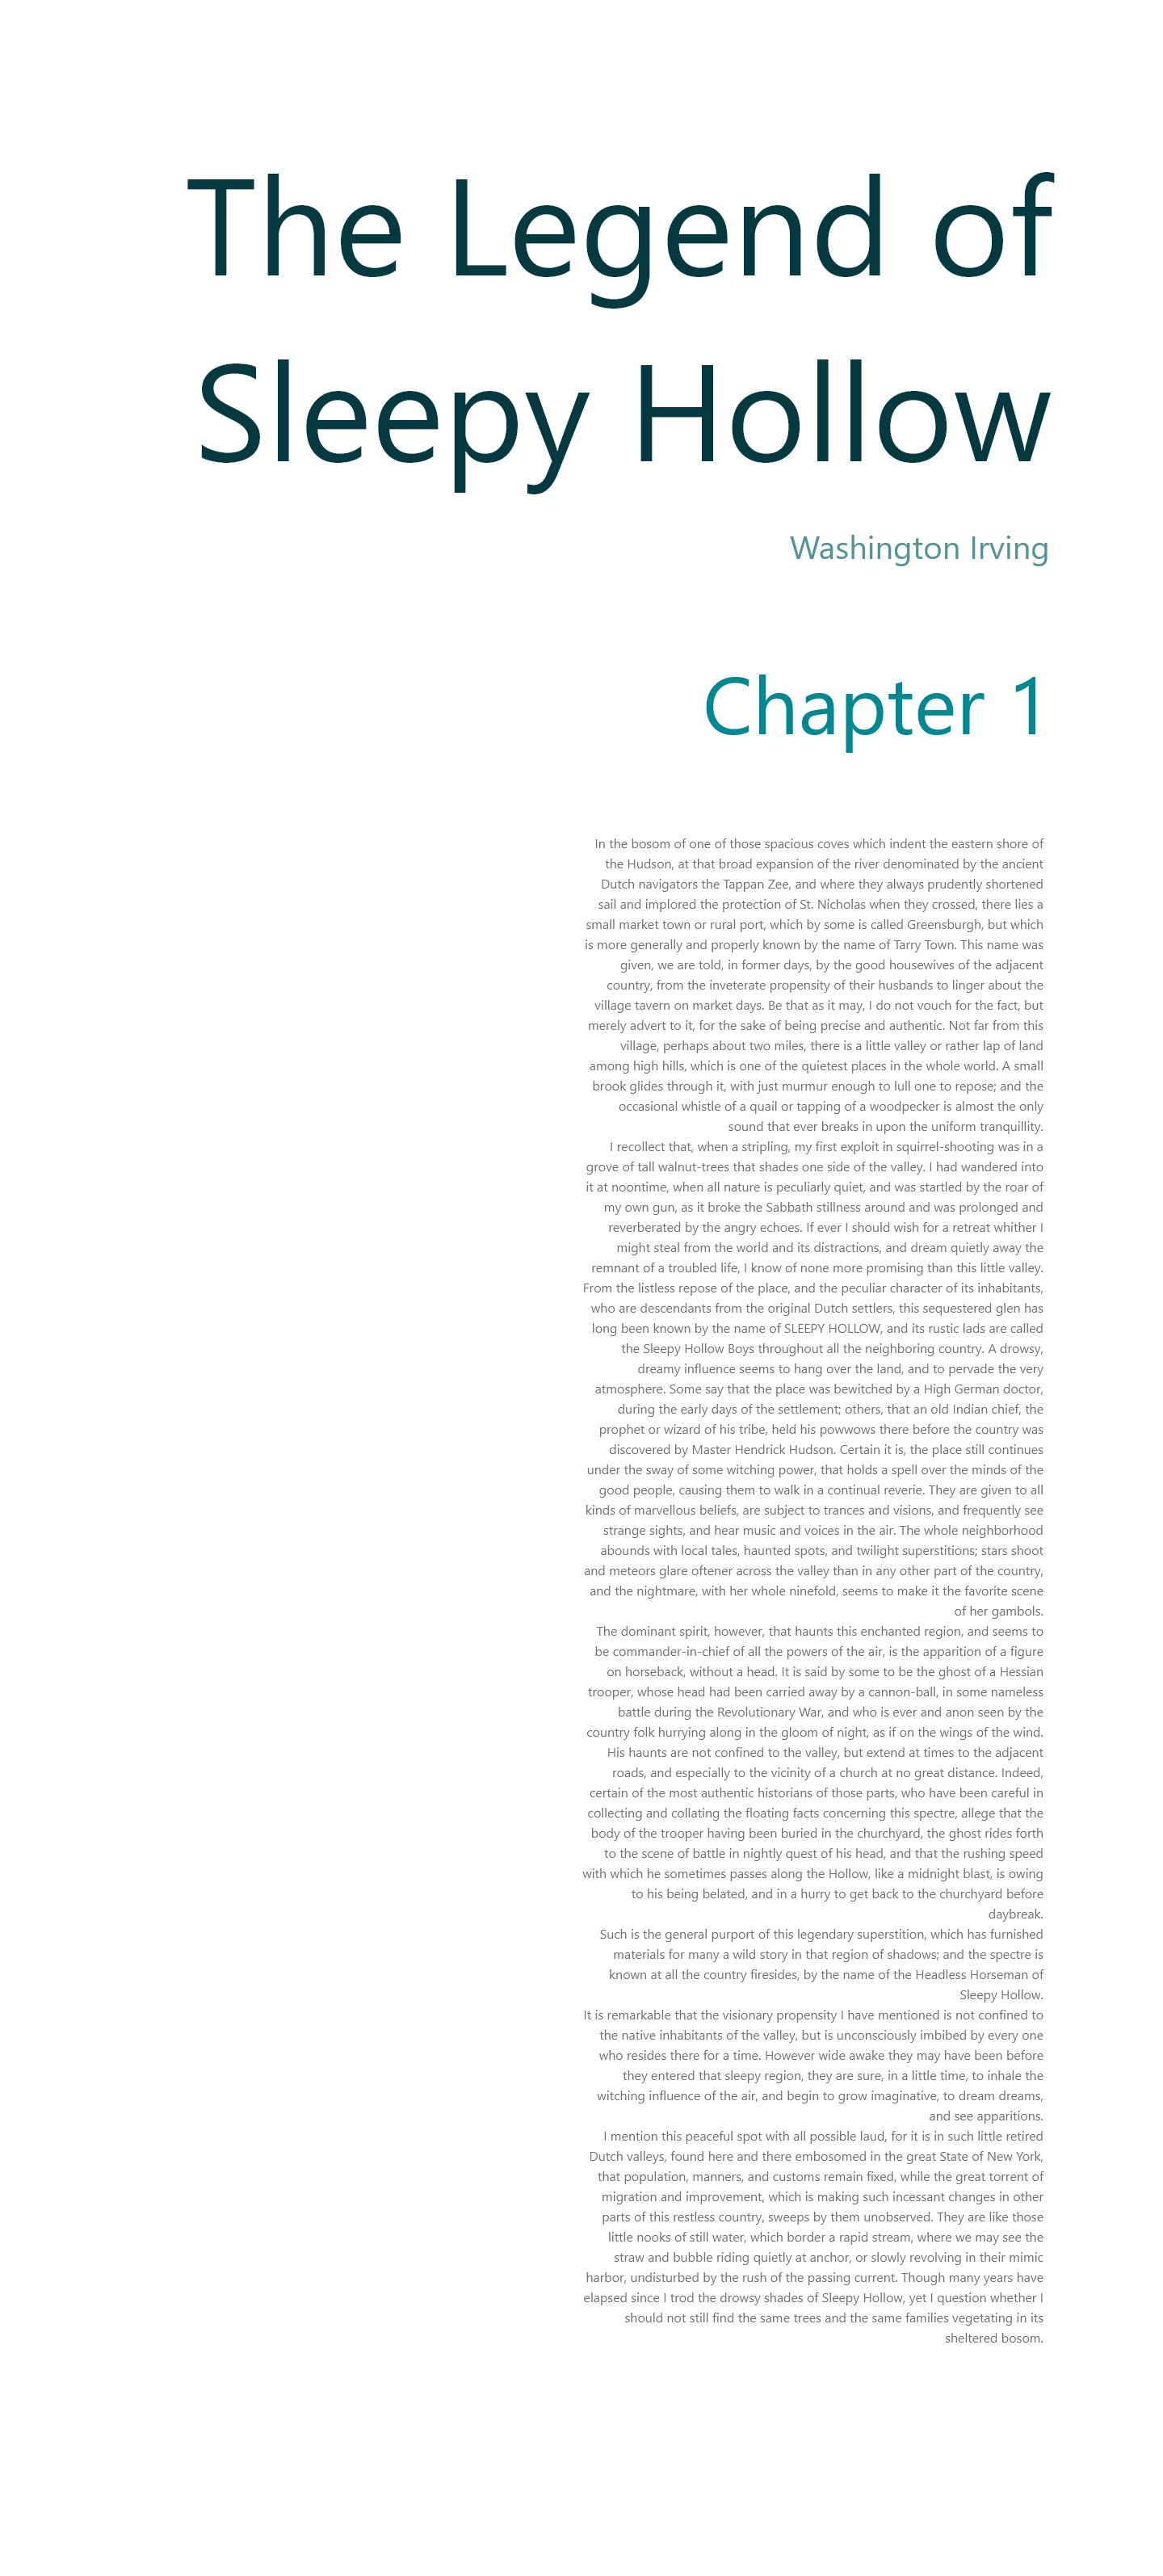 The Legend of
Sleepy Hollow
Washington Irving
Chapter 1
In the bosom of one of those spacious coves which indent the eastern shore of
the Hudson, at that broad expansion of the river denominated by the ancient
Dutch navigators the Tappan Zee, and where they always prudently shortened
sail and implored the protection of St. Nicholas when they crossed, there lies a
small market town or rural port, which by some is called Greensburgh, but which
is more generally and properly known by the name of Tarry Town. This name was
given, we are told, in former days, by the good housewives of the adjacent
country, from the inveterate propensity of their husbands to linger about the
village tavern on market days. Be that as it may, I do not vouch for the fact, but
merely advert to it, for the sake of being precise and authentic. Not far from this
village, perhaps about two miles, there is a little valley or rather lap of land
among high hills, which is one of the quietest places in the whole world. A small
brook glides through it, with just murmur enough to lull one to repose; and the
occasional whistle of a quail or tapping of a woodpecker is almost the only
sound that ever breaks in upon the uniform tranquillity.
I recollect that, when a stripling, my first exploit in squirrel-shooting was in a
grove of tall walnut-trees that shades one side of the valley. I had wandered into
it at noontime, when all nature is peculiarly quiet, and was startled by the roar of
my own gun, as it broke the Sabbath stillness around and was prolonged and
reverberated by the angry echoes. If ever I should wish for a retreat whither I
might steal from the world and its distractions, and dream quietly away the
remnant of a troubled life, I know of none more promising than this little valley.
From the listless repose of the place, and the peculiar character of its inhabitants,
who are descendants from the original Dutch settlers, this sequestered glen has
long been known by the name of SLEEPY HOLLOW, and its rustic lads are called
the Sleepy Hollow Boys throughout all the neighboring country. A drowsy,
dreamy influence seems to hang over the land, and to pervade the very
atmosphere. Some say that the place was bewitched by a High German doctor,
during the early days of the settlement; others, that an old Indian chief, the
prophet or wizard of his tribe, held his powwows there before the country was
discovered by Master Hendrick Hudson. Certain it is, the place still continues
under the sway of some witching power, that holds a spell over the minds of the
good people, causing them to walk in a continual reverie. They are given to all
kinds of marvellous beliefs, are subject to trances and visions, and frequently see
strange sights, and hear music and voices in the air. The whole neighborhood
abounds with local tales, haunted spots, and twilight superstitions; stars shoot
and meteors glare oftener across the valley than in any other part of the country,
and the nightmare, with her whole ninefold, seems to make it the favorite scene
of her gambols.
The dominant spirit, however, that haunts this enchanted region, and seems to
be commander-in-chief of all the powers of the air, is the apparition of a figure
on horseback, without a head. It is said by some to be the ghost of a Hessian
trooper, whose head had been carried away by a cannon-ball, in some nameless
battle during the Revolutionary War, and who is ever and anon seen by the
country folk hurrying along in the gloom of night, as if on the wings of the wind.
His haunts are not confined to the valley, but extend at times to the adjacent
roads, and especially to the vicinity of a church at no great distance. Indeed,
certain of the most authentic historians of those parts, who have been careful in
collecting and collating the floating facts concerning this spectre, allege that the
body of the trooper having been buried in the churchyard, the ghost rides forth
to the scene of battle in nightly quest of his head, and that the rushing speed
with which he sometimes passes along the Hollow, like a midnight blast, is owing
to his being belated, and in a hurry to get back to the churchyard before
daybreak.
Such is the general purport of this legendary superstition, which has furnished
materials for many a wild story in that region of shadows; and the spectre is
known at all the country firesides, by the name of the Headless Horseman of
Sleepy Hollow.
It is remarkable that the visionary propensity I have mentioned is not confined to
the native inhabitants of the valley, but is unconsciously imbibed by every one
who resides there for a time. However wide awake they may have been before
they entered that sleepy region, they are sure, in a little time, to inhale the
witching influence of the air, and begin to grow imaginative, to dream dreams,
and see apparitions.
I mention this peaceful spot with all possible laud, for it is in such little retired
Dutch valleys, found here and there embosomed in the great State of New York,
that population, manners, and customs remain fixed, while the great torrent of
migration and improvement, which is making such incessant changes in other
parts of this restless country, sweeps by them unobserved. They are like those
little nooks of still water, which border a rapid stream, where we may see the
straw and bubble riding quietly at anchor, or slowly revolving in their mimic
harbor, undisturbed by the rush of the passing current. Though many years have
elapsed since I trod the drowsy shades of Sleepy Hollow, yet I question whether I
should not still find the same trees and the same families vegetating in its
sheltered bosom.